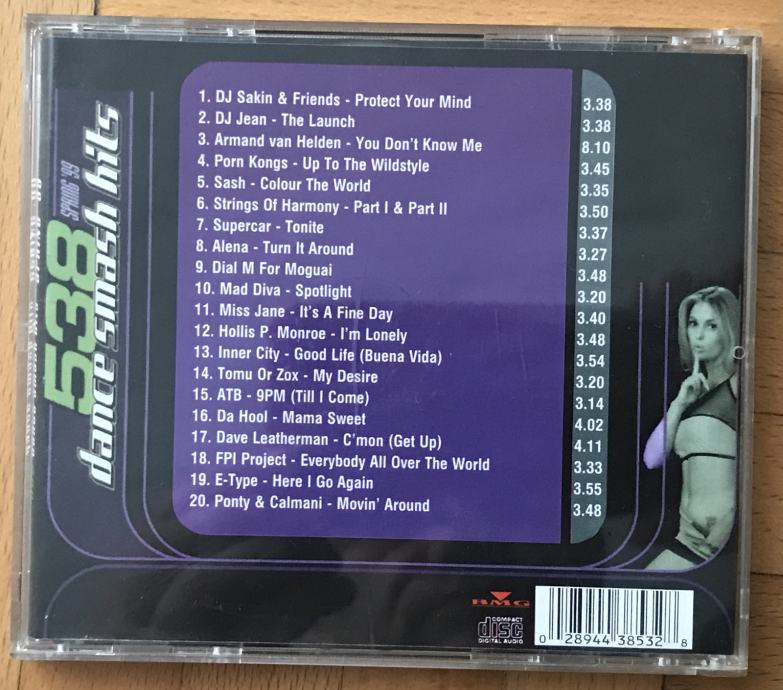 538
dance smash hits
SPRING '99
1. DJ Sakin & Friends - Protect Your Mind 3.38
2. DJ Jean - The Launch 3.38
3. Armand van Helden - You Don't Know Me 8.10
4. Porn Kongs - Up To The Wildstyle 3.45
5. Sash - Colour The World 3.35
6. Strings Of Harmony - Part I & Part II 3.50
7. Supercar - Tonite 3.37
8. Alena - Turn It Around 3.27
9. Dial M For Moguai 3.48
10. Mad Diva - Spotlight 3.20
11. Miss Jane - It's A Fine Day 3.40
12. Hollis P. Monroe - I'm Lonely 3.48
13. Inner City - Good Life (Buena Vida) 3.54
14. Tomu Or Zox - My Desire 3.20
15. ATB - 9PM (Till I Come) 3.14
16. Da Hool - Mama Sweet 4.02
17. Dave Leatherman - C'mon (Get Up) 4.11
18. FPI Project - Everybody All Over The World 3.33
19. E-Type - Here I Go Again 3.55
20. Ponty & Calmani - Movin' Around 3.48
BMG
COMPACT
disc
DIGITAL AUDIO
0 28944 38532 8